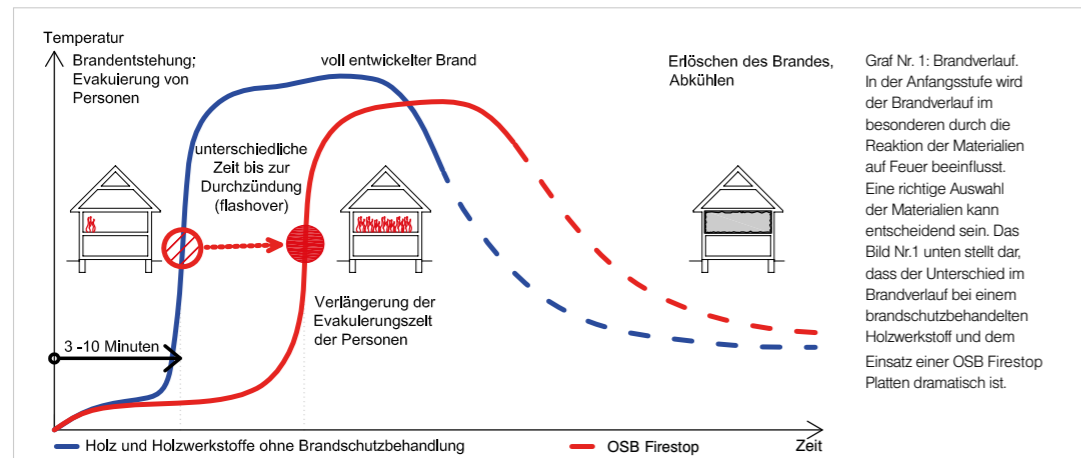 Temperatur
Brandentstehung;
Evakuierung von
Personen
voll entwickelter Brand
Erlöschen des Brandes,
Abkühlen
unterschiedliche
Zeit bis zur
Durchzündung
(flashover)
Verlängerung der
Evakulerungszelt
der Personen
3 -10 Minuten
Zeit
Holz und Holzwerkstoffe ohne Brandschutzbehandlung
OSB Firestop
Graf Nr. 1: Brandverlauf.
In der Anfangsstufe wird
der Brandverlauf im
besonderen durch die
Reaktion der Materialien
auf Feuer beeinflusst.
Eine richtige Auswahl
der Materialien kann
entscheidend sein. Das
Bild Nr.1 unten stellt dar,
dass der Unterschied im
Brandverlauf bei einem
brandschutzbehandelten
Holzwerkstoff und dem
Einsatz einer OSB Firestop
Platten dramatisch ist.